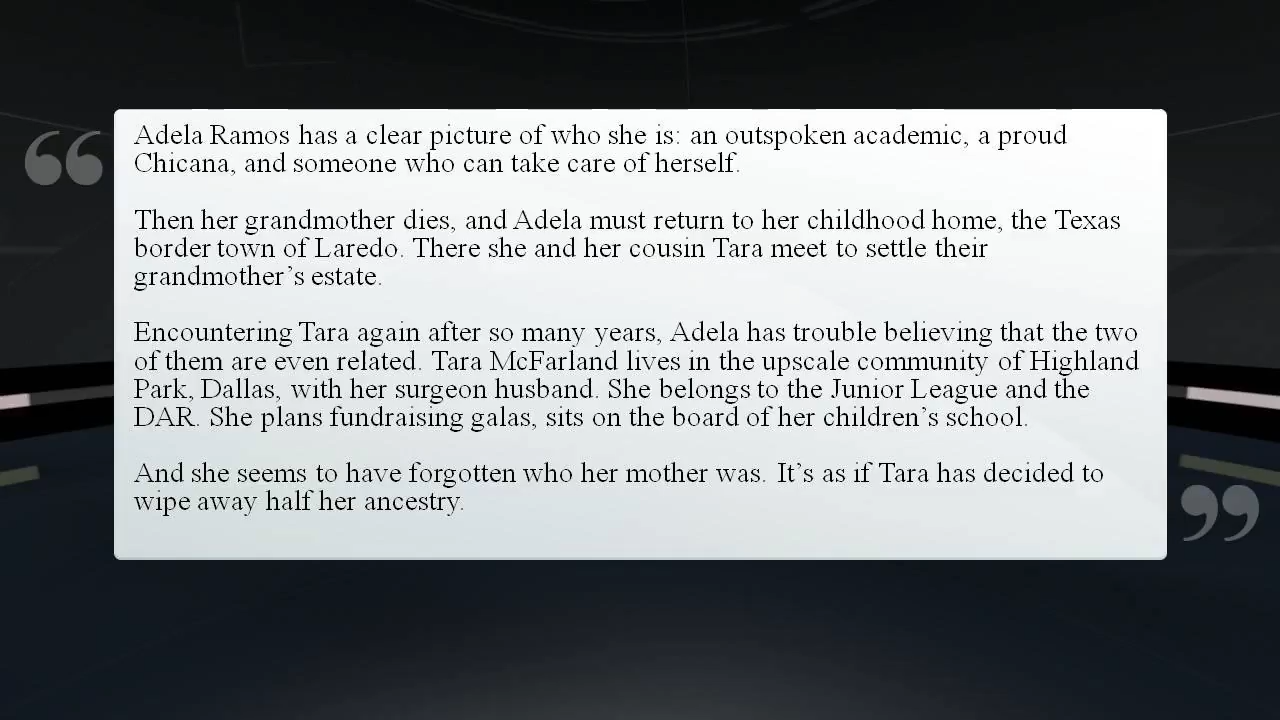 Adela Ramos has a clear picture of who she is: an outspoken academic, a proud
Chicana, and someone who can take care of herself.
Then her grandmother dies, and Adela must return to her childhood home, the Texas
border town of Laredo. There she and her cousin Tara meet to settle their
grandmother’s estate.
Encountering Tara again after so many years, Adela has trouble believing that the two
of them are even related. Tara McFarland lives in the upscale community of Highland
Park, Dallas, with her surgeon husband. She belongs to the Junior League and the
DAR. She plans fundraising galas, sits on the board of her children’s school.
And she seems to have forgotten who her mother was. It’s as if Tara has decided to
wipe away half her ancestry.